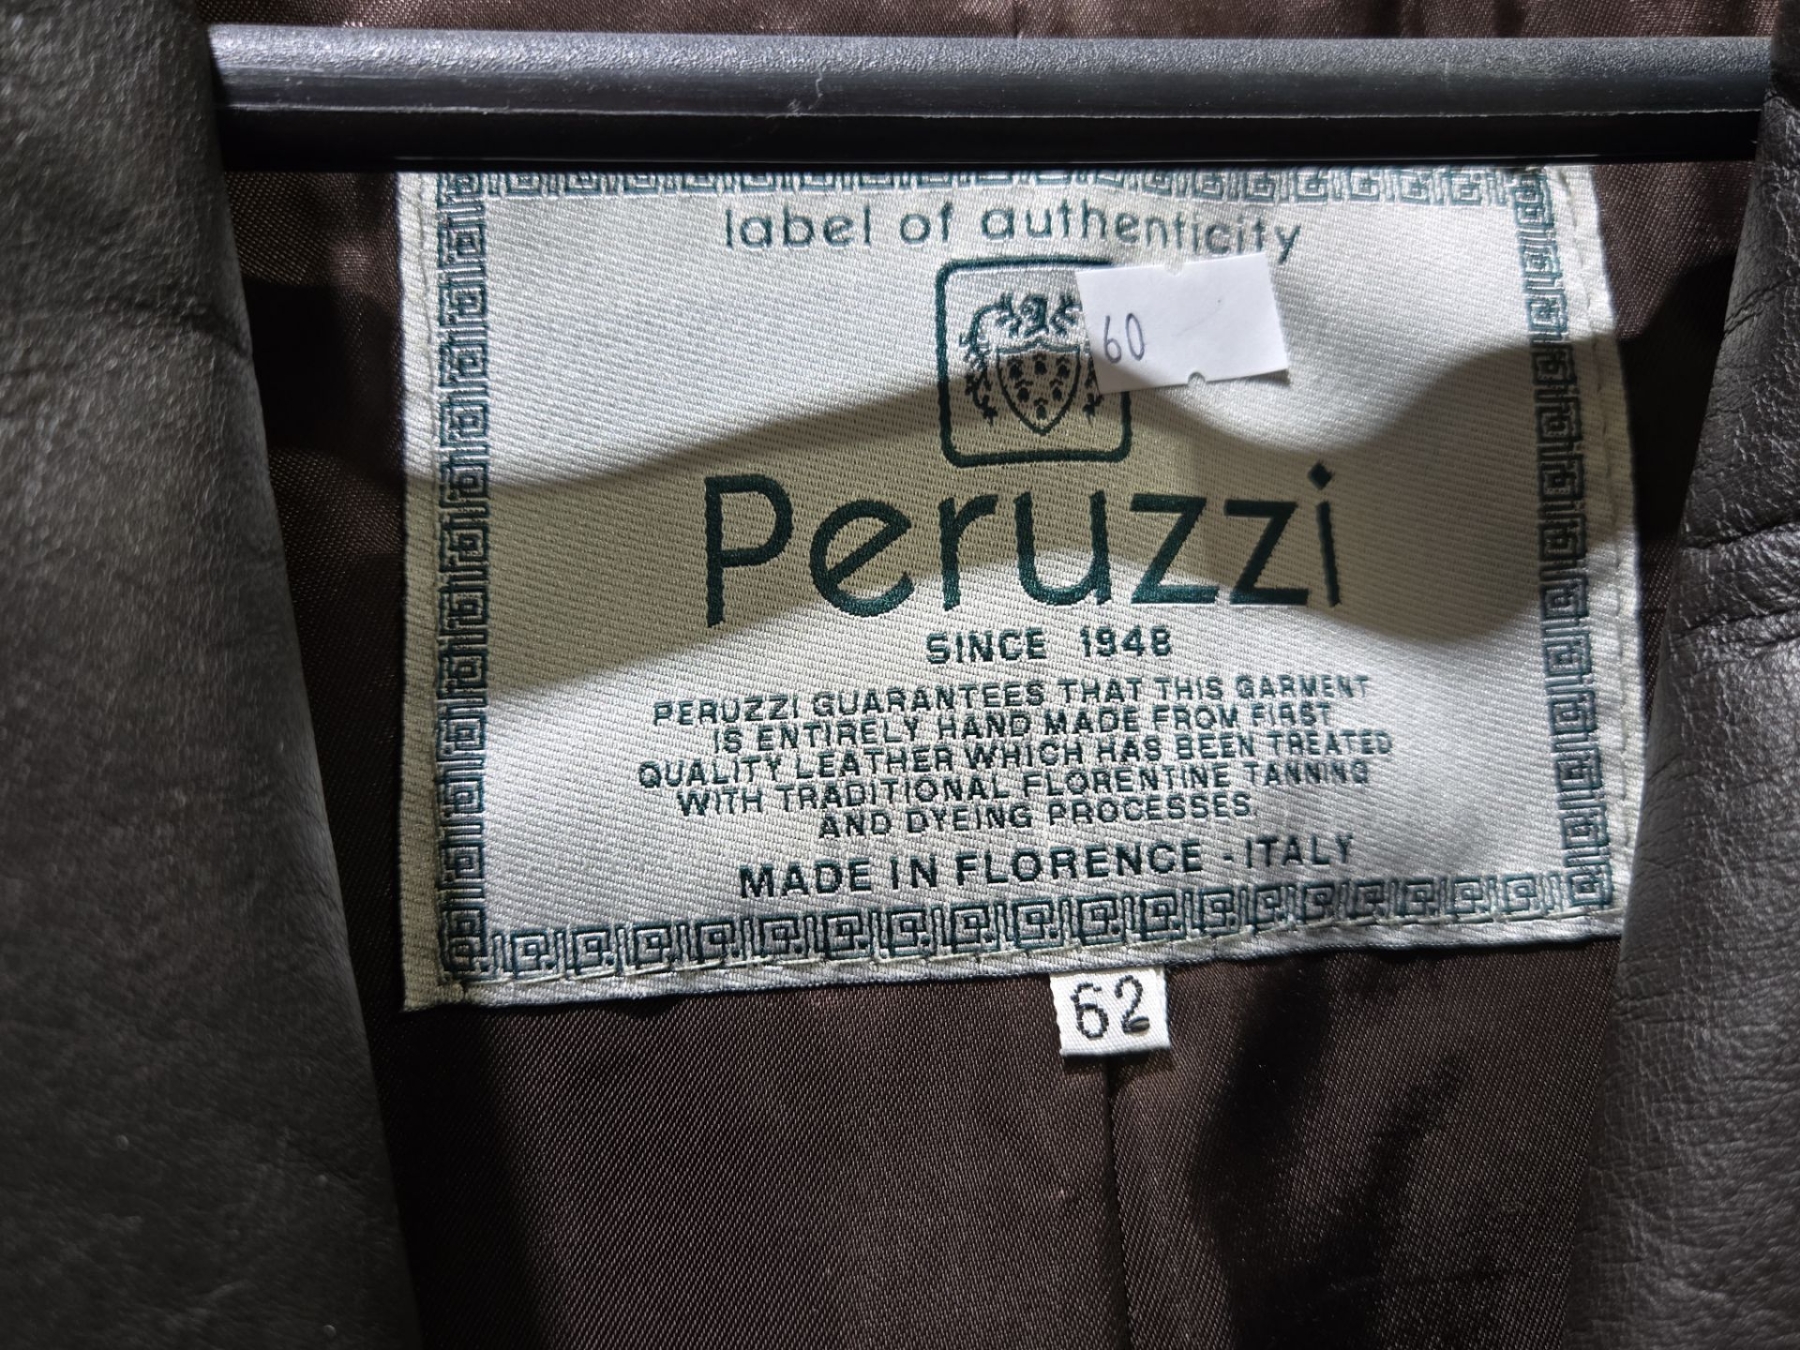 label of authenticity
60
Peruzzi
SINCE 1948
PERUZZI GUARANTEES THAT THIS GARMENT
IS ENTIRELY HAND MADE FROM FIRST
QUALITY LEATHER WHICH HAS BEEN TREATED
WITH TRADITIONAL FLORENTINE TANNING
AND DYEING PROCESSES
MADE IN FLORENCE - ITALY
62